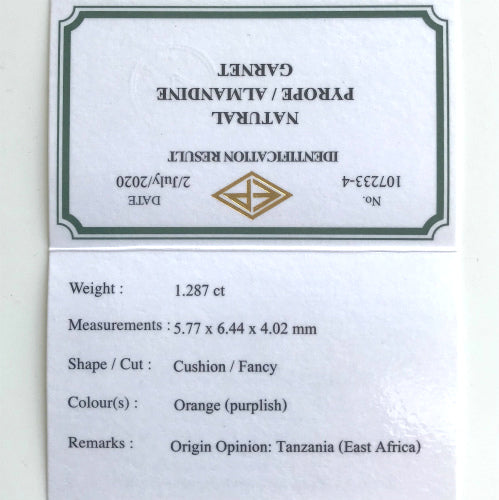 No. 107233-4
DATE 2/July/2020
IDENTIFICATION RESULT
NATURAL
PYROPE / ALMANDINE
GARNET
Weight : 1.287 ct
Measurements : 5.77 x 6.44 x 4.02 mm
Shape / Cut : Cushion / Fancy
Colour(s) : Orange (purplish)
Remarks : Origin Opinion: Tanzania (East Africa)